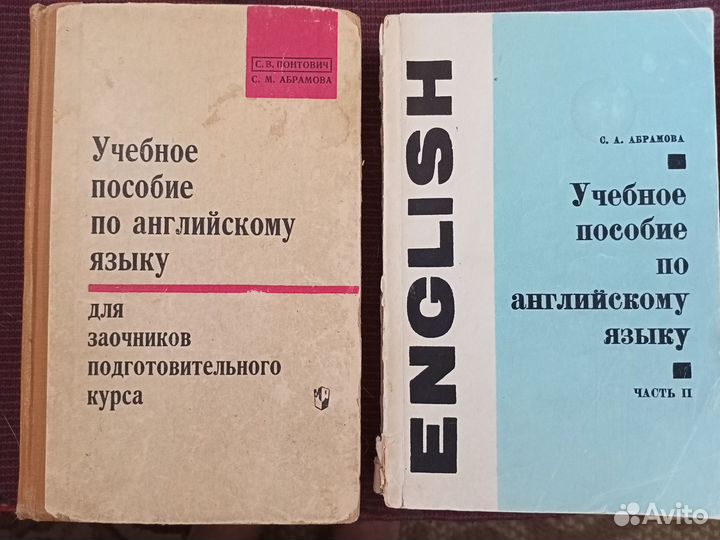 С. В. ПОНТОВИЧ
С. М. АБРАМОВА
Учебное
пособие
по английскому
языку
для
заочников
подготовительного
курса
ENGLISH
С. А. АБРАМОВА
Учебное
пособие
по
английскому
языку
ЧАСТЬ II
Avito